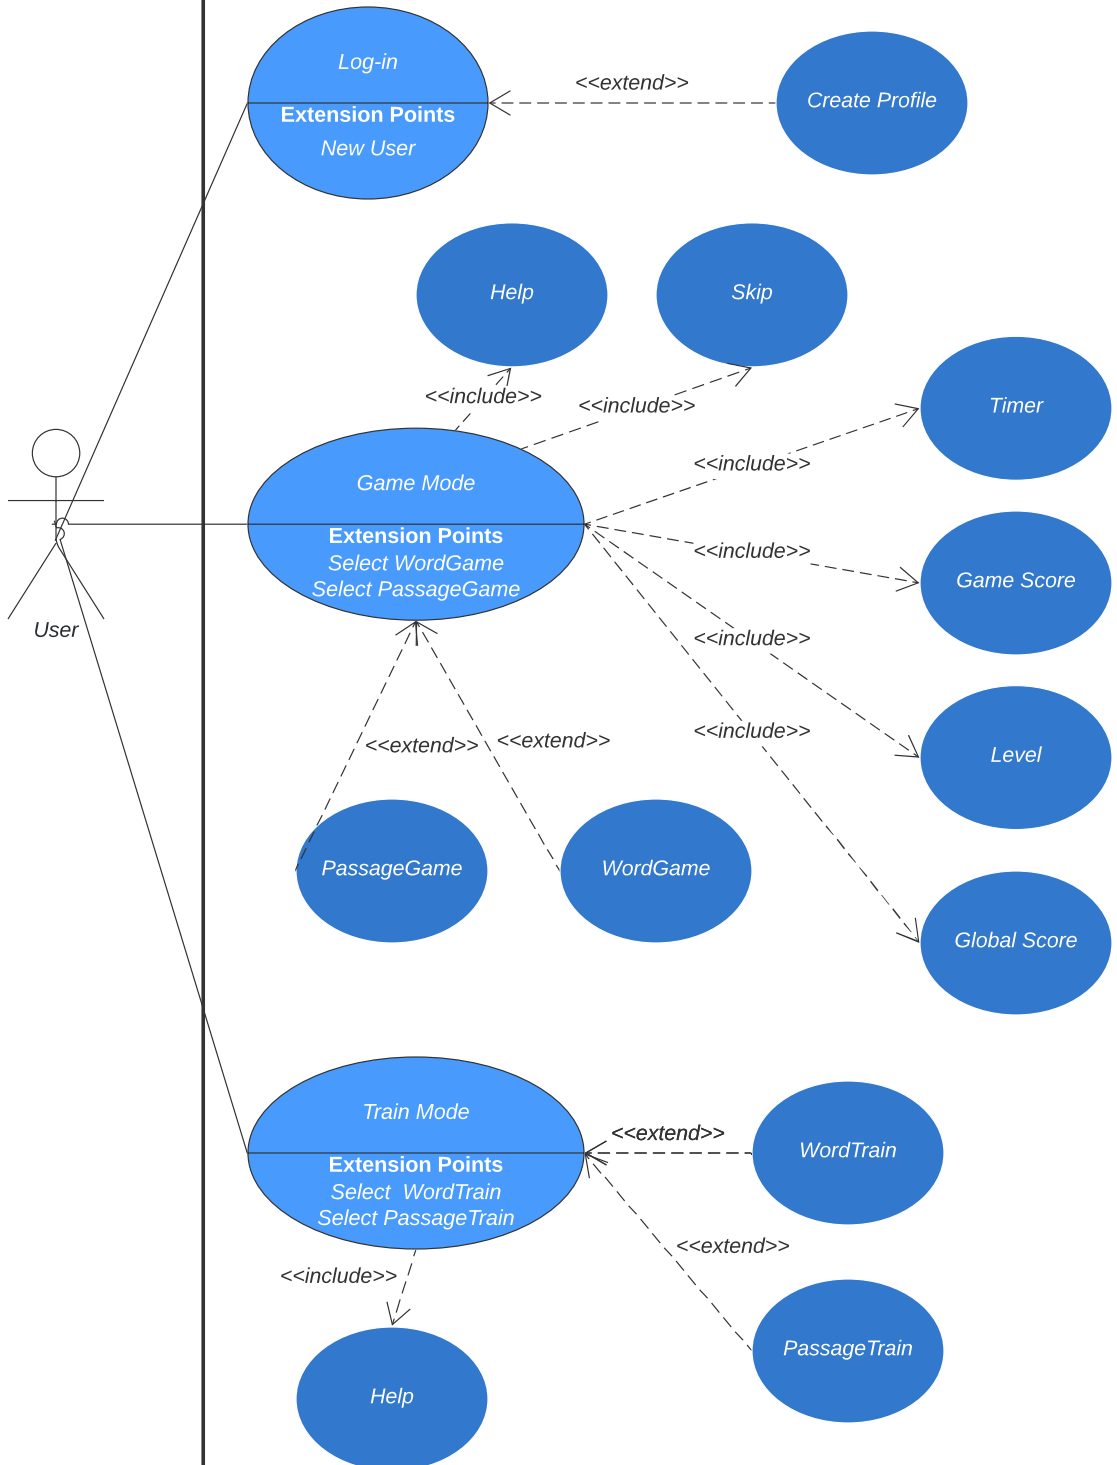 Log-in
Extension Points
New User
<<extend>>
Create Profile
Help
Skip
<<include>>
<<include>>
Timer
<<include>>
Game Mode
Extension Points
Select WordGame
Select PassageGame
<<include>>
Game Score
User
<<include>>
Level
<<include>>
<<extend>>
<<extend>>
PassageGame
WordGame
Global Score
Train Mode
Extension Points
Select  WordTrain
Select PassageTrain
<<extend>>
WordTrain
<<extend>>
PassageTrain
<<include>>
Help